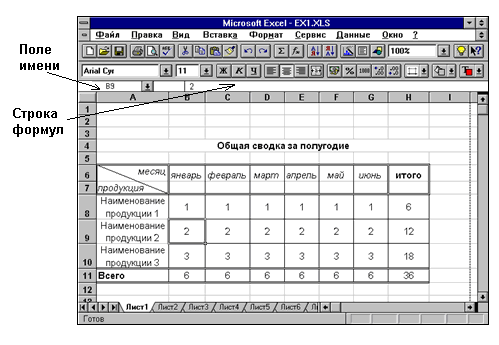 Microsoft Excel - EX1.XLS
Файл Правка Вид Вставка Формат Сервис Данные Окно ?
100%
Поле имени
Arial Cyr 11 Ж К Ч % 1000
B9 2
Строка формул
A B C D E F G H I
1
2
3
4 Общая сводка за полугодие
5
6 месяц январь февраль март апрель май июнь итого
7 продукция
8 Наименование продукции 1 1 1 1 1 1 1 6
9 Наименование продукции 2 2 2 2 2 2 2 12
10 Наименование продукции 3 3 3 3 3 3 3 18
11 Всего 6 6 6 6 6 6 36
12
Лист1 Лист2 Лист3 Лист4 Лист5 Лист6
Готов